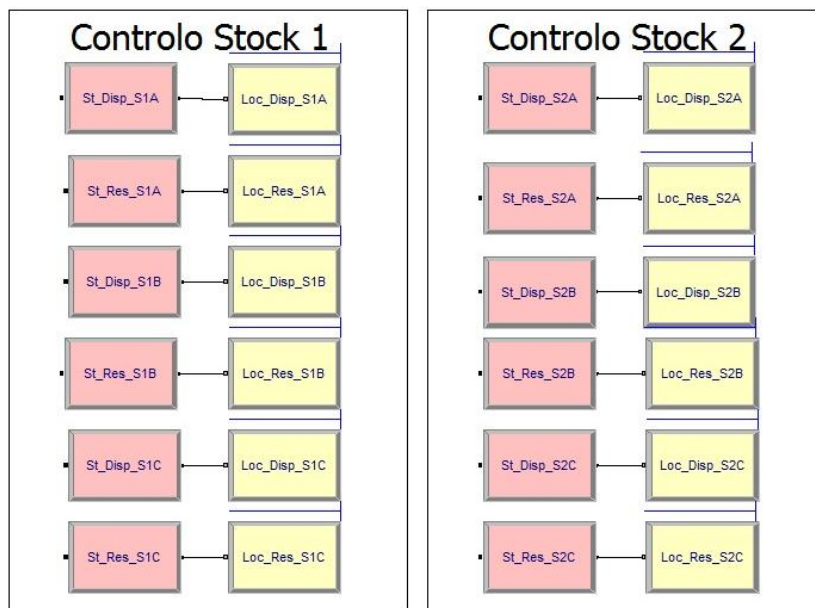 Controlo Stock 1
St_Disp_S1A
Loc_Disp_S1A
St_Res_S1A
Loc_Res_S1A
St_Disp_S1B
Loc_Disp_S1B
St_Res_S1B
Loc_Res_S1B
St_Disp_S1C
Loc_Disp_S1C
St_Res_S1C
Loc_Res_S1C
Controlo Stock 2
St_Disp_S2A
Loc_Disp_S2A
St_Res_S2A
Loc_Res_S2A
St_Disp_S2B
Loc_Disp_S2B
St_Res_S2B
Loc_Res_S2B
St_Disp_S2C
Loc_Disp_S2C
St_Res_S2C
Loc_Res_S2C